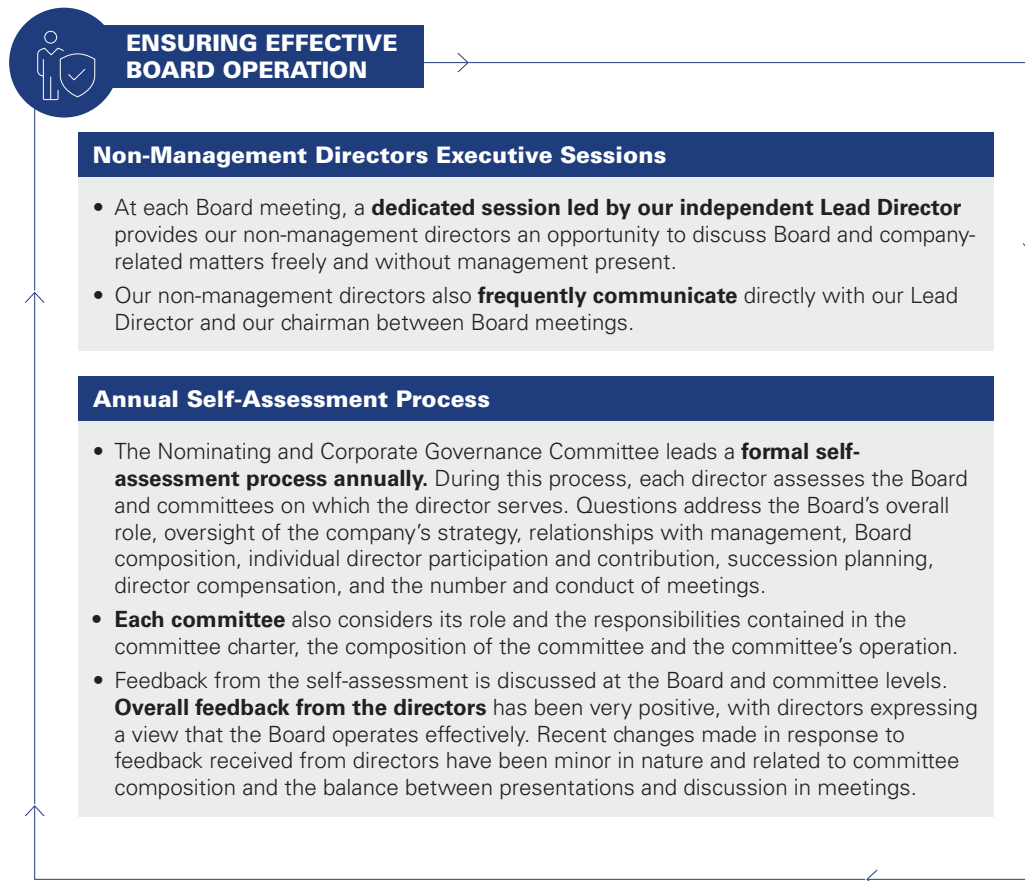 ENSURING EFFECTIVE
BOARD OPERATION
Non-Management Directors Executive Sessions
• At each Board meeting, a dedicated session led by our independent Lead Director
provides our non-management directors an opportunity to discuss Board and company-
related matters freely and without management present.
• Our non-management directors also frequently communicate directly with our Lead
Director and our chairman between Board meetings.
Annual Self-Assessment Process
• The Nominating and Corporate Governance Committee leads a formal self-
assessment process annually. During this process, each director assesses the Board
and committees on which the director serves. Questions address the Board’s overall
role, oversight of the company’s strategy, relationships with management, Board
composition, individual director participation and contribution, succession planning,
director compensation, and the number and conduct of meetings.
• Each committee also considers its role and the responsibilities contained in the
committee charter, the composition of the committee and the committee’s operation.
• Feedback from the self-assessment is discussed at the Board and committee levels.
Overall feedback from the directors has been very positive, with directors expressing
a view that the Board operates effectively. Recent changes made in response to
feedback received from directors have been minor in nature and related to committee
composition and the balance between presentations and discussion in meetings.